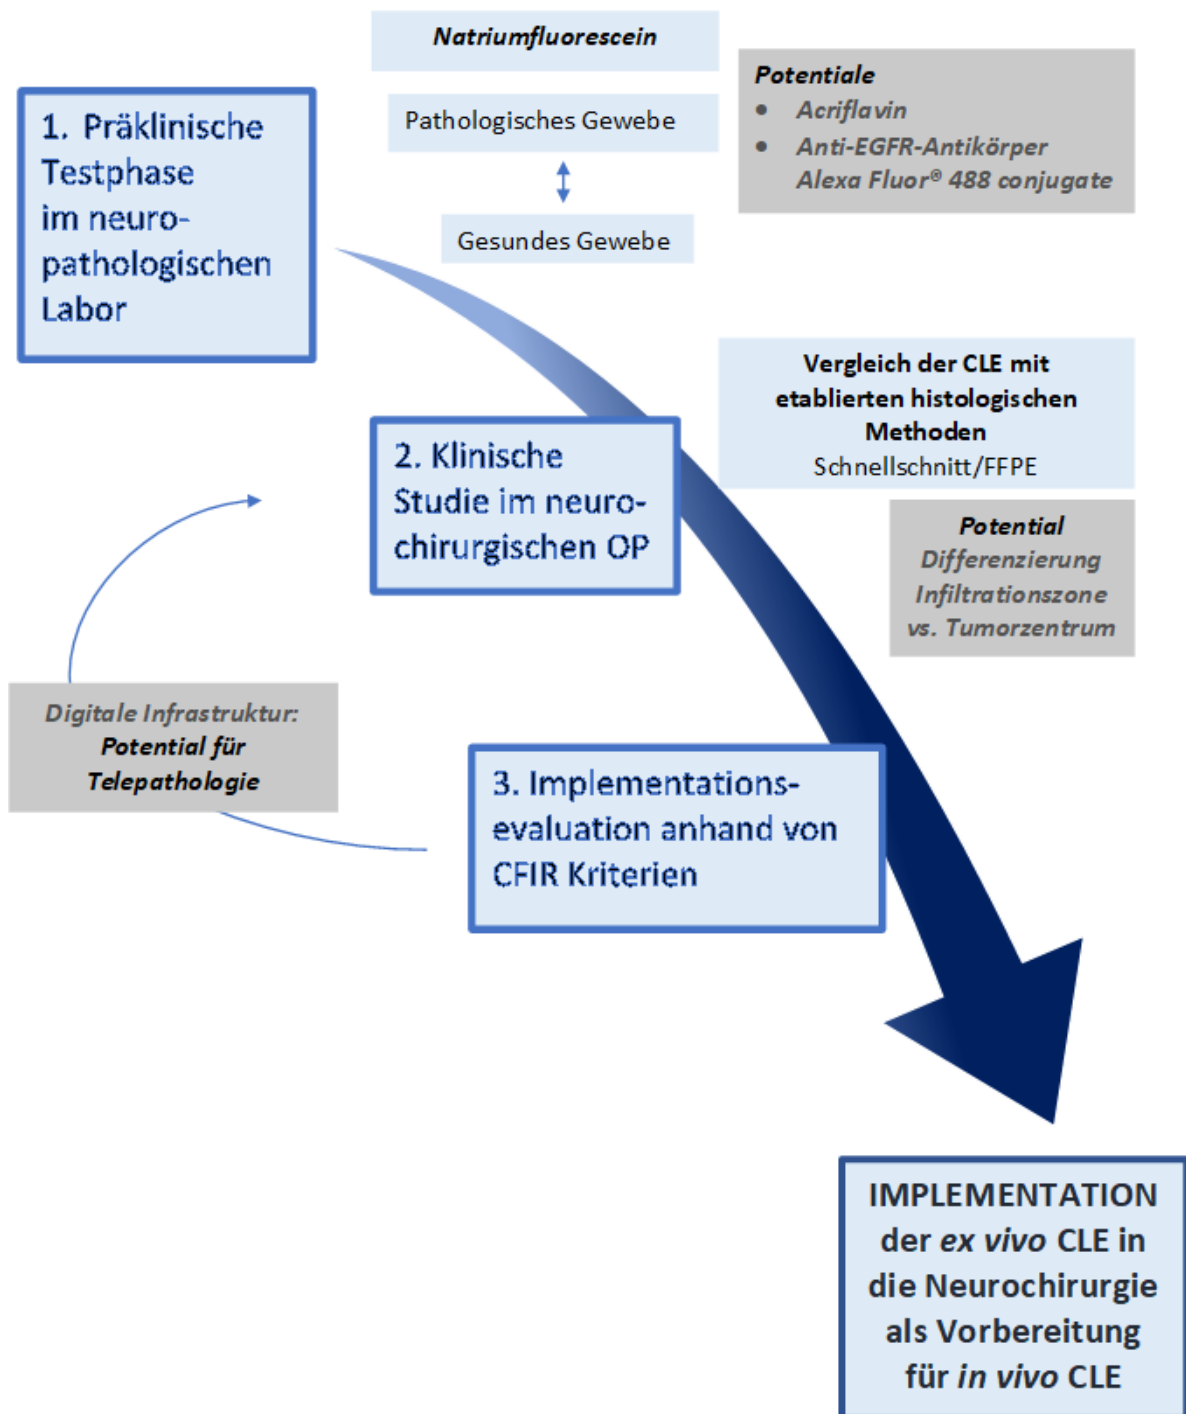 Natriumfluorescein
Potentiale
• Acriflavin
• Anti-EGFR-Antikörper
Alexa Fluor® 488 conjugate
1. Präklinische
Testphase
im neuro-
pathologischen
Labor
Pathologisches Gewebe
Gesundes Gewebe
Vergleich der CLE mit
etablierten histologischen
Methoden
Schnellschnitt/FFPE
2. Klinische
Studie im neuro-
chirurgischen OP
Potential
Differenzierung
Infiltrationszone
vs. Tumorzentrum
Digitale Infrastruktur:
Potential für
Telepathologie
3. Implementations-
evaluation anhand von
CFIR Kriterien
IMPLEMENTATION
der ex vivo CLE in
die Neurochirurgie
als Vorbereitung
für in vivo CLE